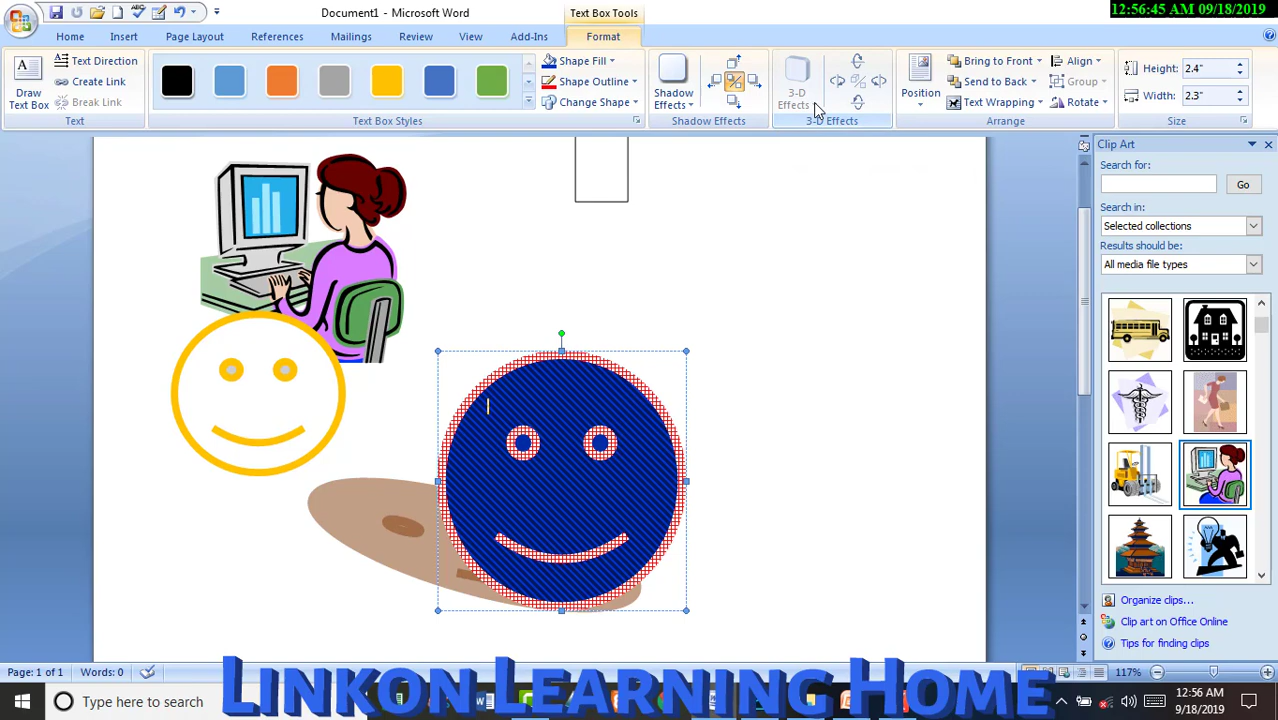 12:56:45 AM 09/18/2019
Document1 - Microsoft Word
Text Box Tools
Home
Insert
Page Layout
References
Mailings
Review
View
Add-Ins
Format
Draw
Text Box
Text Direction
Create Link
Break Link
Text
Shape Fill
Shape Outline
Change Shape
Text Box Styles
Shadow
Effects
Shadow Effects
3-D
Effects
3-D Effects
Position
Bring to Front
Send to Back
Text Wrapping
Align
Group
Rotate
Arrange
Height: 2.4"
Width: 2.3"
Size
Clip Art
Search for:
Go
Search in:
Selected collections
Results should be:
All media file types
Organize clips...
Clip art on Office Online
Tips for finding clips
Page: 1 of 1
Words: 0
117%
Type here to search
Linkon Learning Home
12:56 AM
9/18/2019